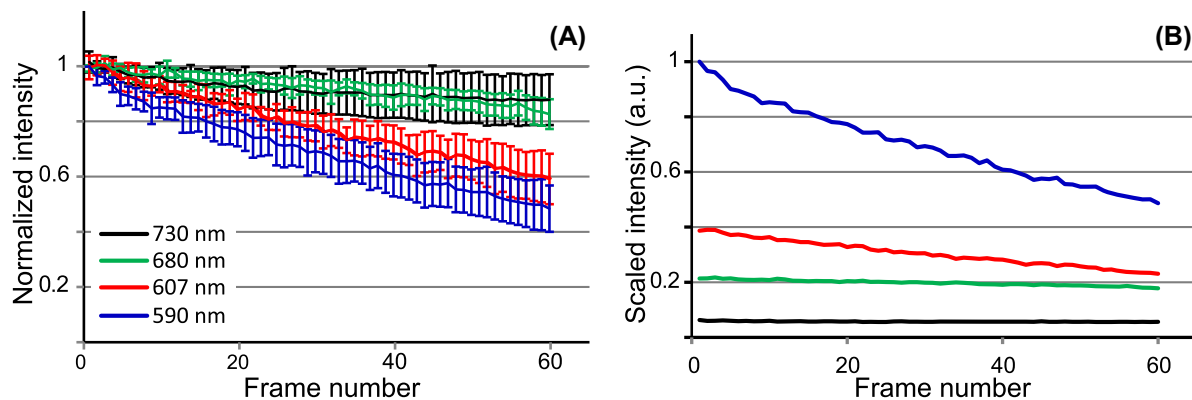 (A)
Normalized intensity
1
0.6
0.2
730 nm
680 nm
607 nm
590 nm
0
20
40
60
Frame number
(B)
Scaled intensity (a.u.)
1
0.6
0.2
0
20
40
60
Frame number